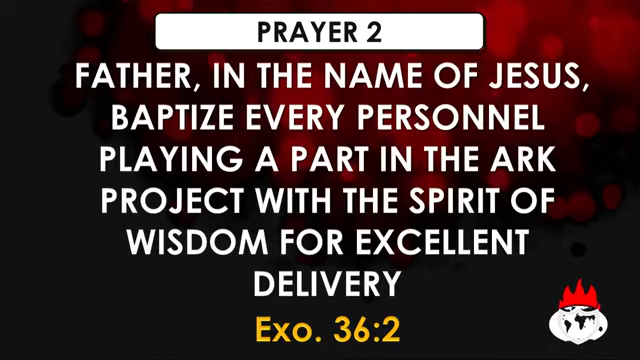 PRAYER 2
FATHER, IN THE NAME OF JESUS,
BAPTIZE EVERY PERSONNEL
PLAYING A PART IN THE ARK
PROJECT WITH THE SPIRIT OF
WISDOM FOR EXCELLENT
DELIVERY
Exo. 36:2